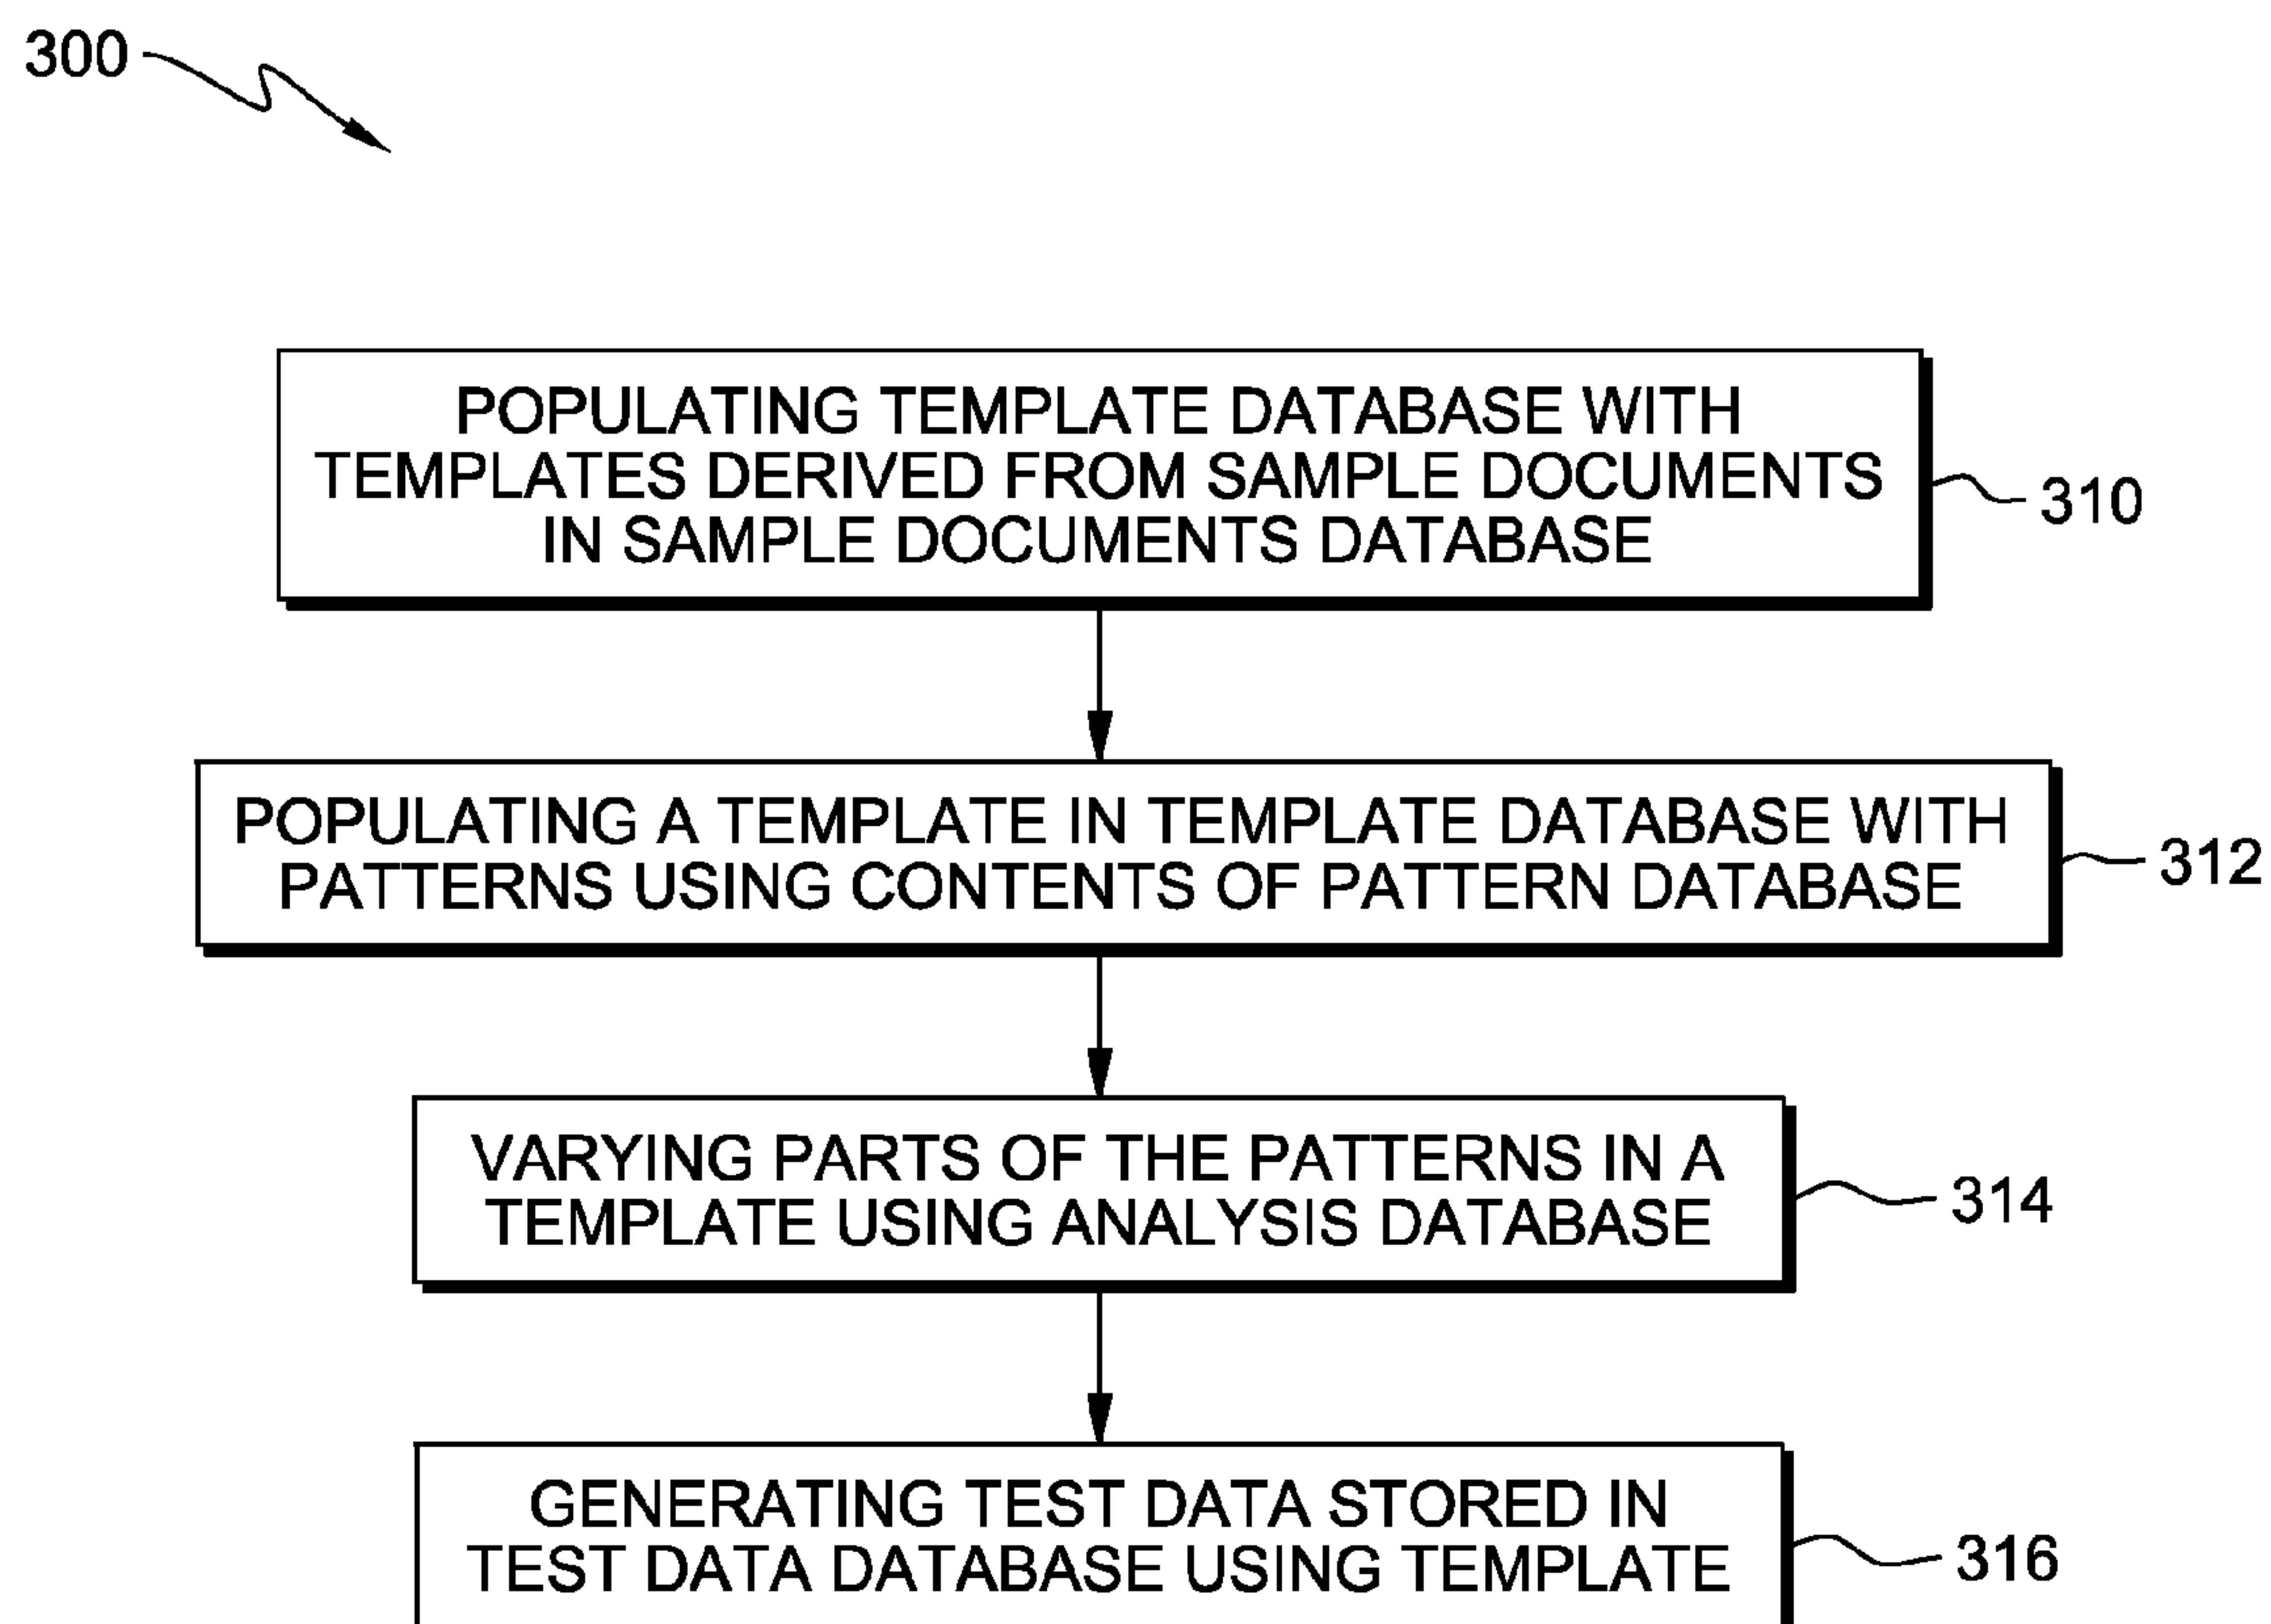 300
POPULATING TEMPLATE DATABASE WITH
TEMPLATES DERIVED FROM SAMPLE DOCUMENTS
IN SAMPLE DOCUMENTS DATABASE
310
POPULATING A TEMPLATE IN TEMPLATE DATABASE WITH
PATTERNS USING CONTENTS OF PATTERN DATABASE
312
VARYING PARTS OF THE PATTERNS IN A
TEMPLATE USING ANALYSIS DATABASE
314
GENERATING TEST DATA STORED IN
TEST DATA DATABASE USING TEMPLATE
316